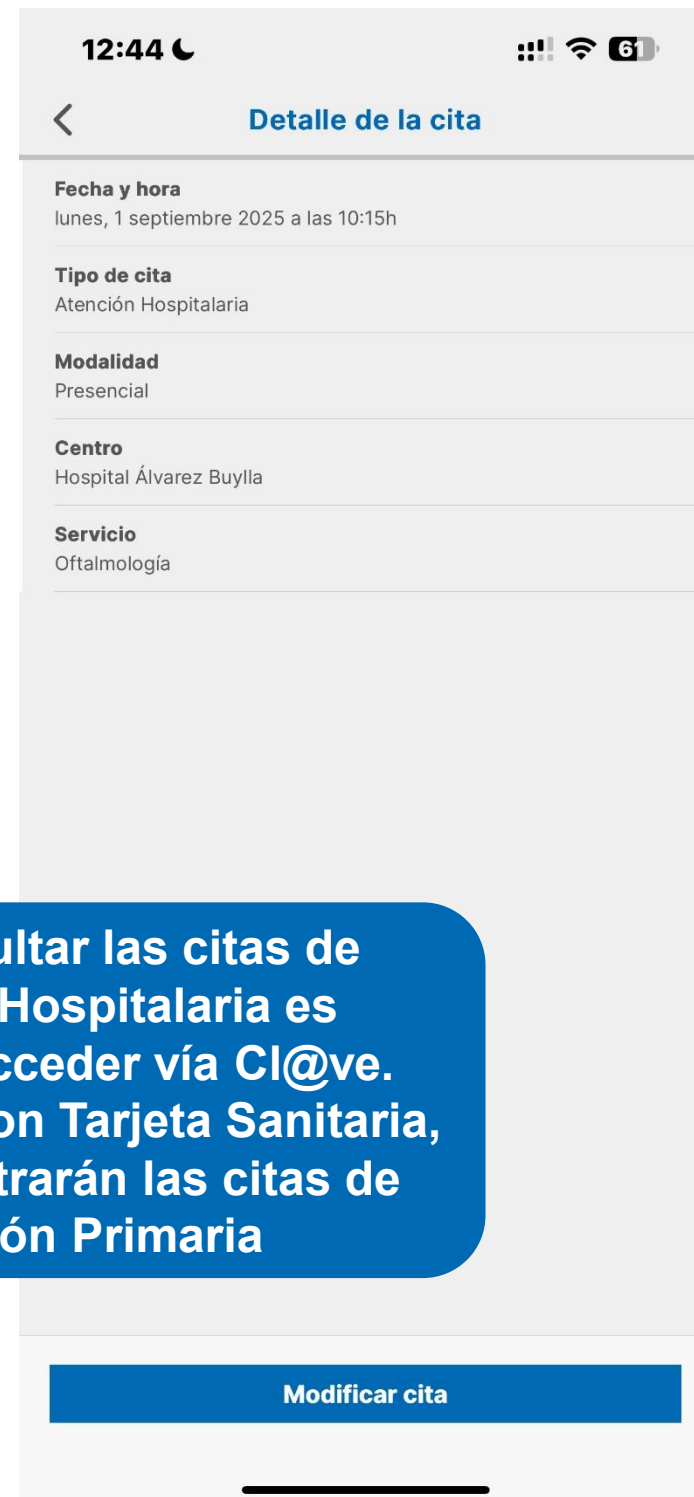 12:44
61
Detalle de la cita
Fecha y hora
lunes, 1 septiembre 2025 a las 10:15h
Tipo de cita
Atención Hospitalaria
Modalidad
Presencial
Centro
Hospital Álvarez Buylla
Servicio
Oftalmología
ultar las citas de
Hospitalaria es
cceder vía Cl@ve.
on Tarjeta Sanitaria,
trarán las citas de
ón Primaria
Modificar cita